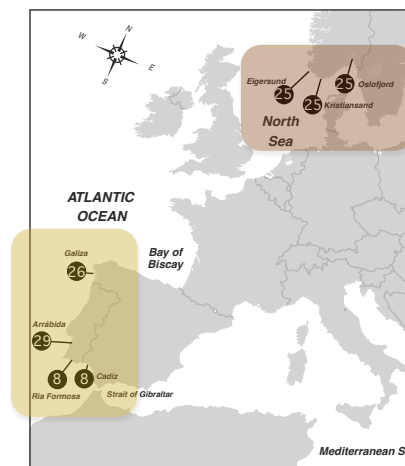 N
W
E
S
Eigersund
25
25
Oslofjord
25
Kristiansand
North
Sea
ATLANTIC
OCEAN
Galiza
26
Bay of
Biscay
Arrábida
29
8
8
Cadiz
Ria Formosa
Strait of Gibraltar
Mediterranean S